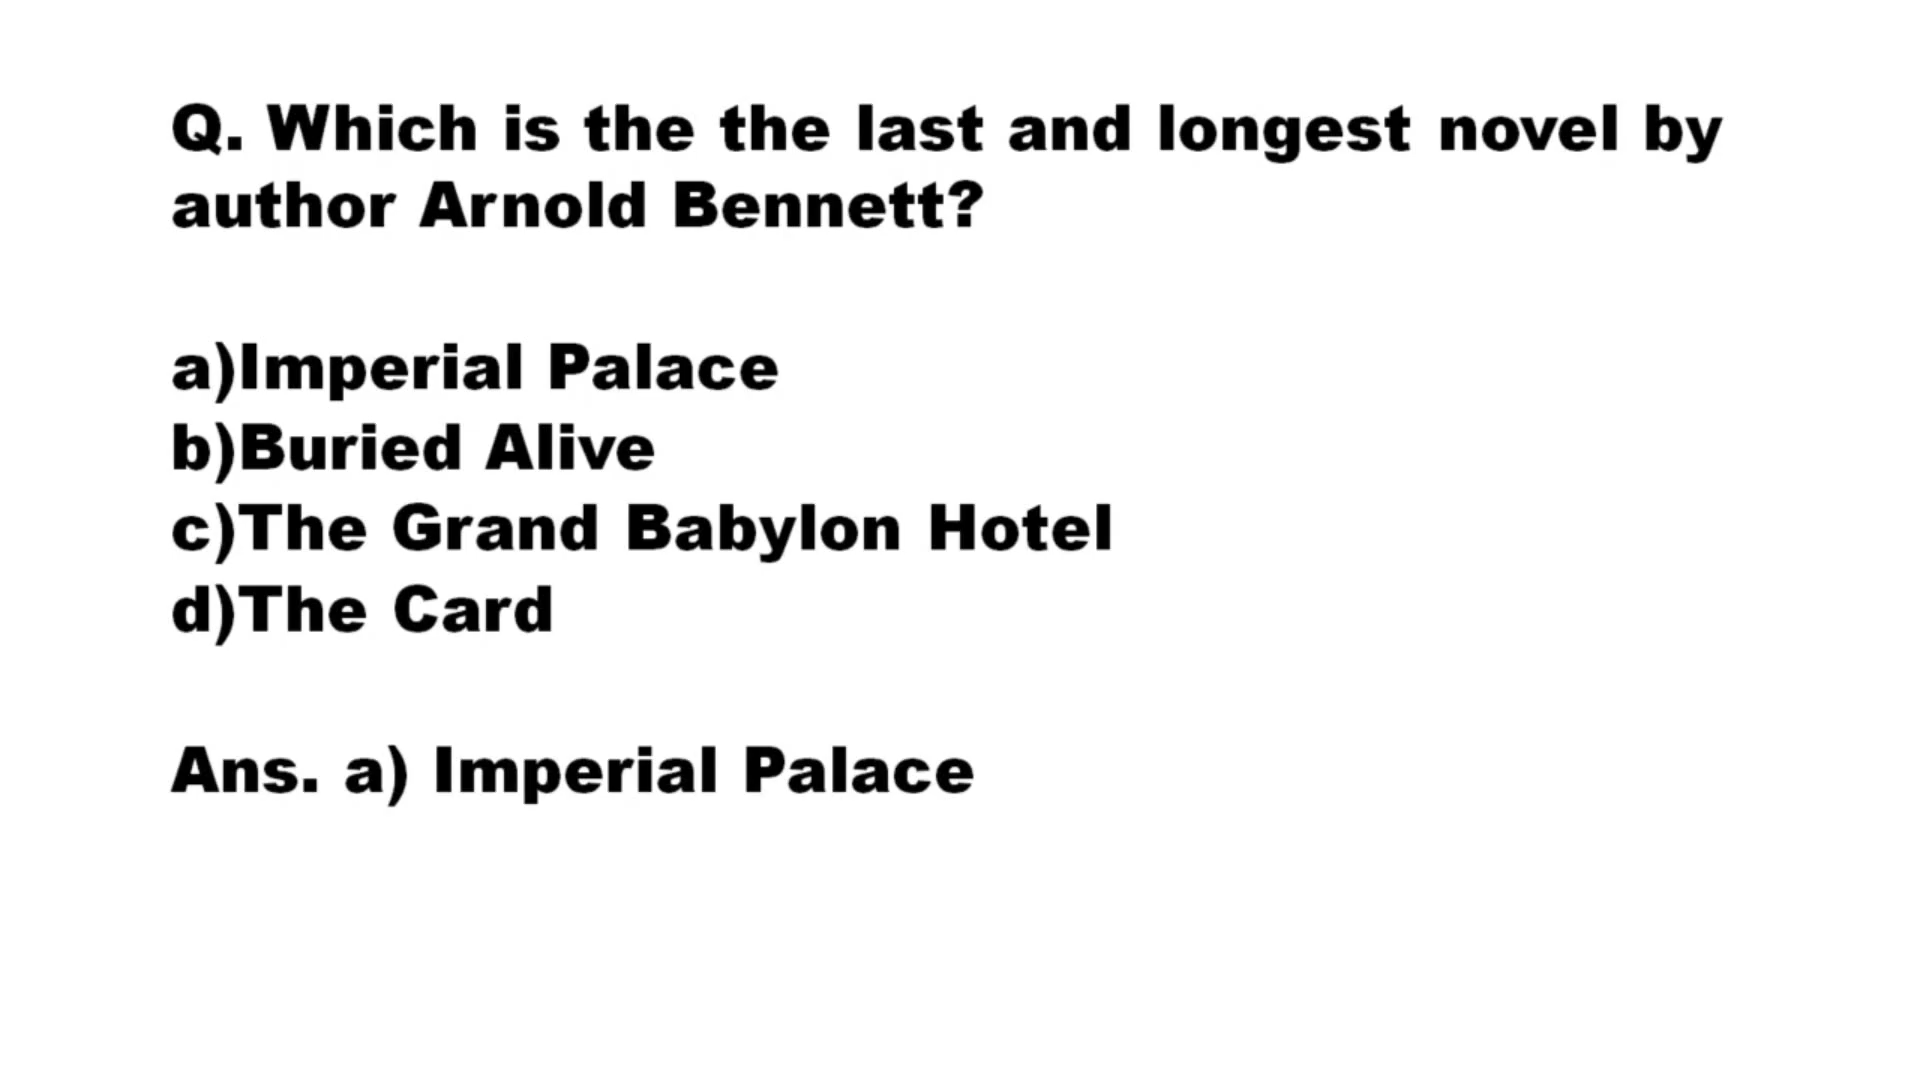 Q. Which is the the last and longest novel by
author Arnold Bennett?
a)Imperial Palace
b)Buried Alive
c)The Grand Babylon Hotel
d)The Card
Ans. a) Imperial Palace